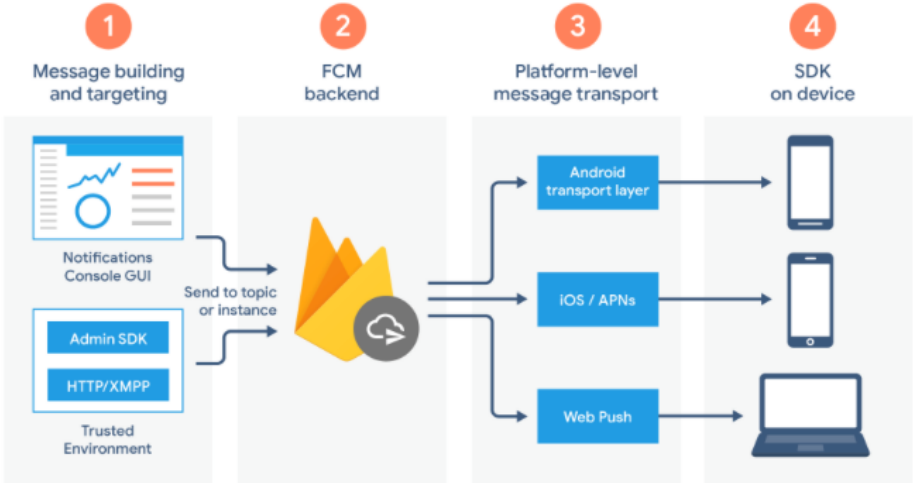 1
Message building
and targeting
2
FCM
backend
3
Platform-level
message transport
4
SDK
on device
Notifications
Console GUI
Send to topic
or instance
Admin SDK
HTTP/XMPP
Trusted
Environment
Android
transport layer
iOS / APNs
Web Push